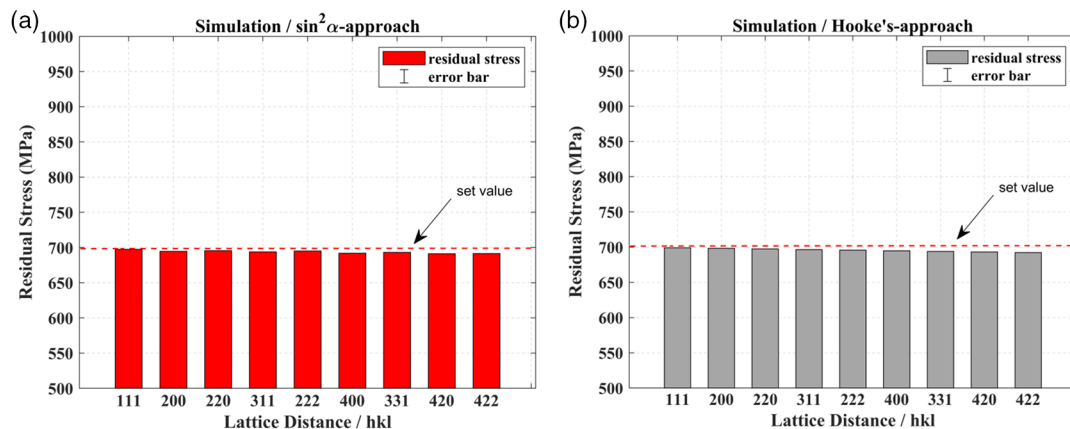 (a)
Simulation / sin²α-approach
residual stress
error bar
set value
1000
950
900
850
800
750
700
650
600
550
500
Residual Stress (MPa)
111 200 220 311 222 400 331 420 422
Lattice Distance / hkl
(b)
Simulation / Hooke's-approach
residual stress
error bar
set value
1000
950
900
850
800
750
700
650
600
550
500
Residual Stress (MPa)
111 200 220 311 222 400 331 420 422
Lattice Distance / hkl